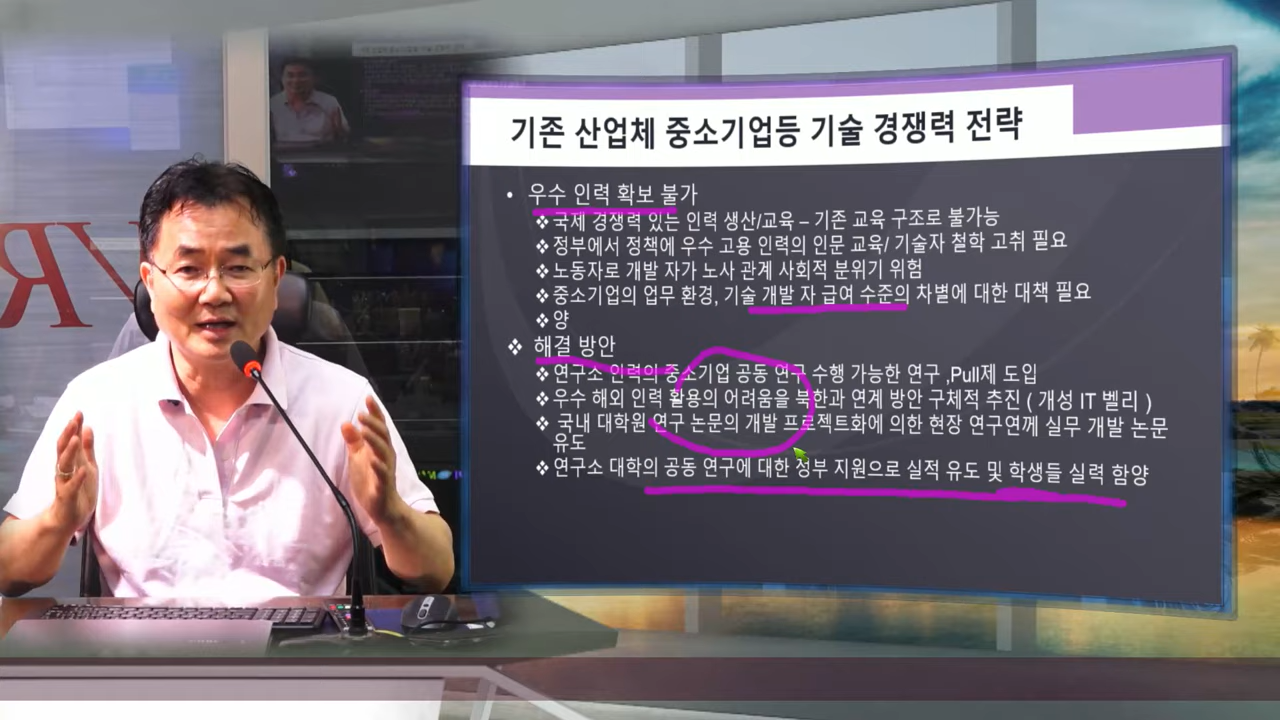 기존 산업체 중소기업등 기술 경쟁력 전략
• 우수 인력 확보 불가
❖국제 경쟁력 있는 인력 생산/교육 – 기존 교육 구조로 불가능
❖정부에서 정책에 우수 고용 인력의 인문 교육/ 기술자 철학 고취 필요
❖노동자로 개발 자가 노사 관계 사회적 분위기 위험
❖중소기업의 업무 환경, 기술 개발 자 급여 수준의 차별에 대한 대책 필요
❖양
❖ 해결 방안
❖연구소 인력의 중소기업 공동 연구 수행 가능한 연구 ,Pull제 도입
❖우수 해외 인력 활용의 어려움을 북한과 연계 방안 구체적 추진 ( 개성 IT 벨리 )
❖ 국내 대학원 연구 논문의 개발 프로젝트화에 의한 현장 연구연께 실무 개발 논문
유도
❖연구소 대학의 공동 연구에 대한 정부 지원으로 실적 유도 및 학생들 실력 함양